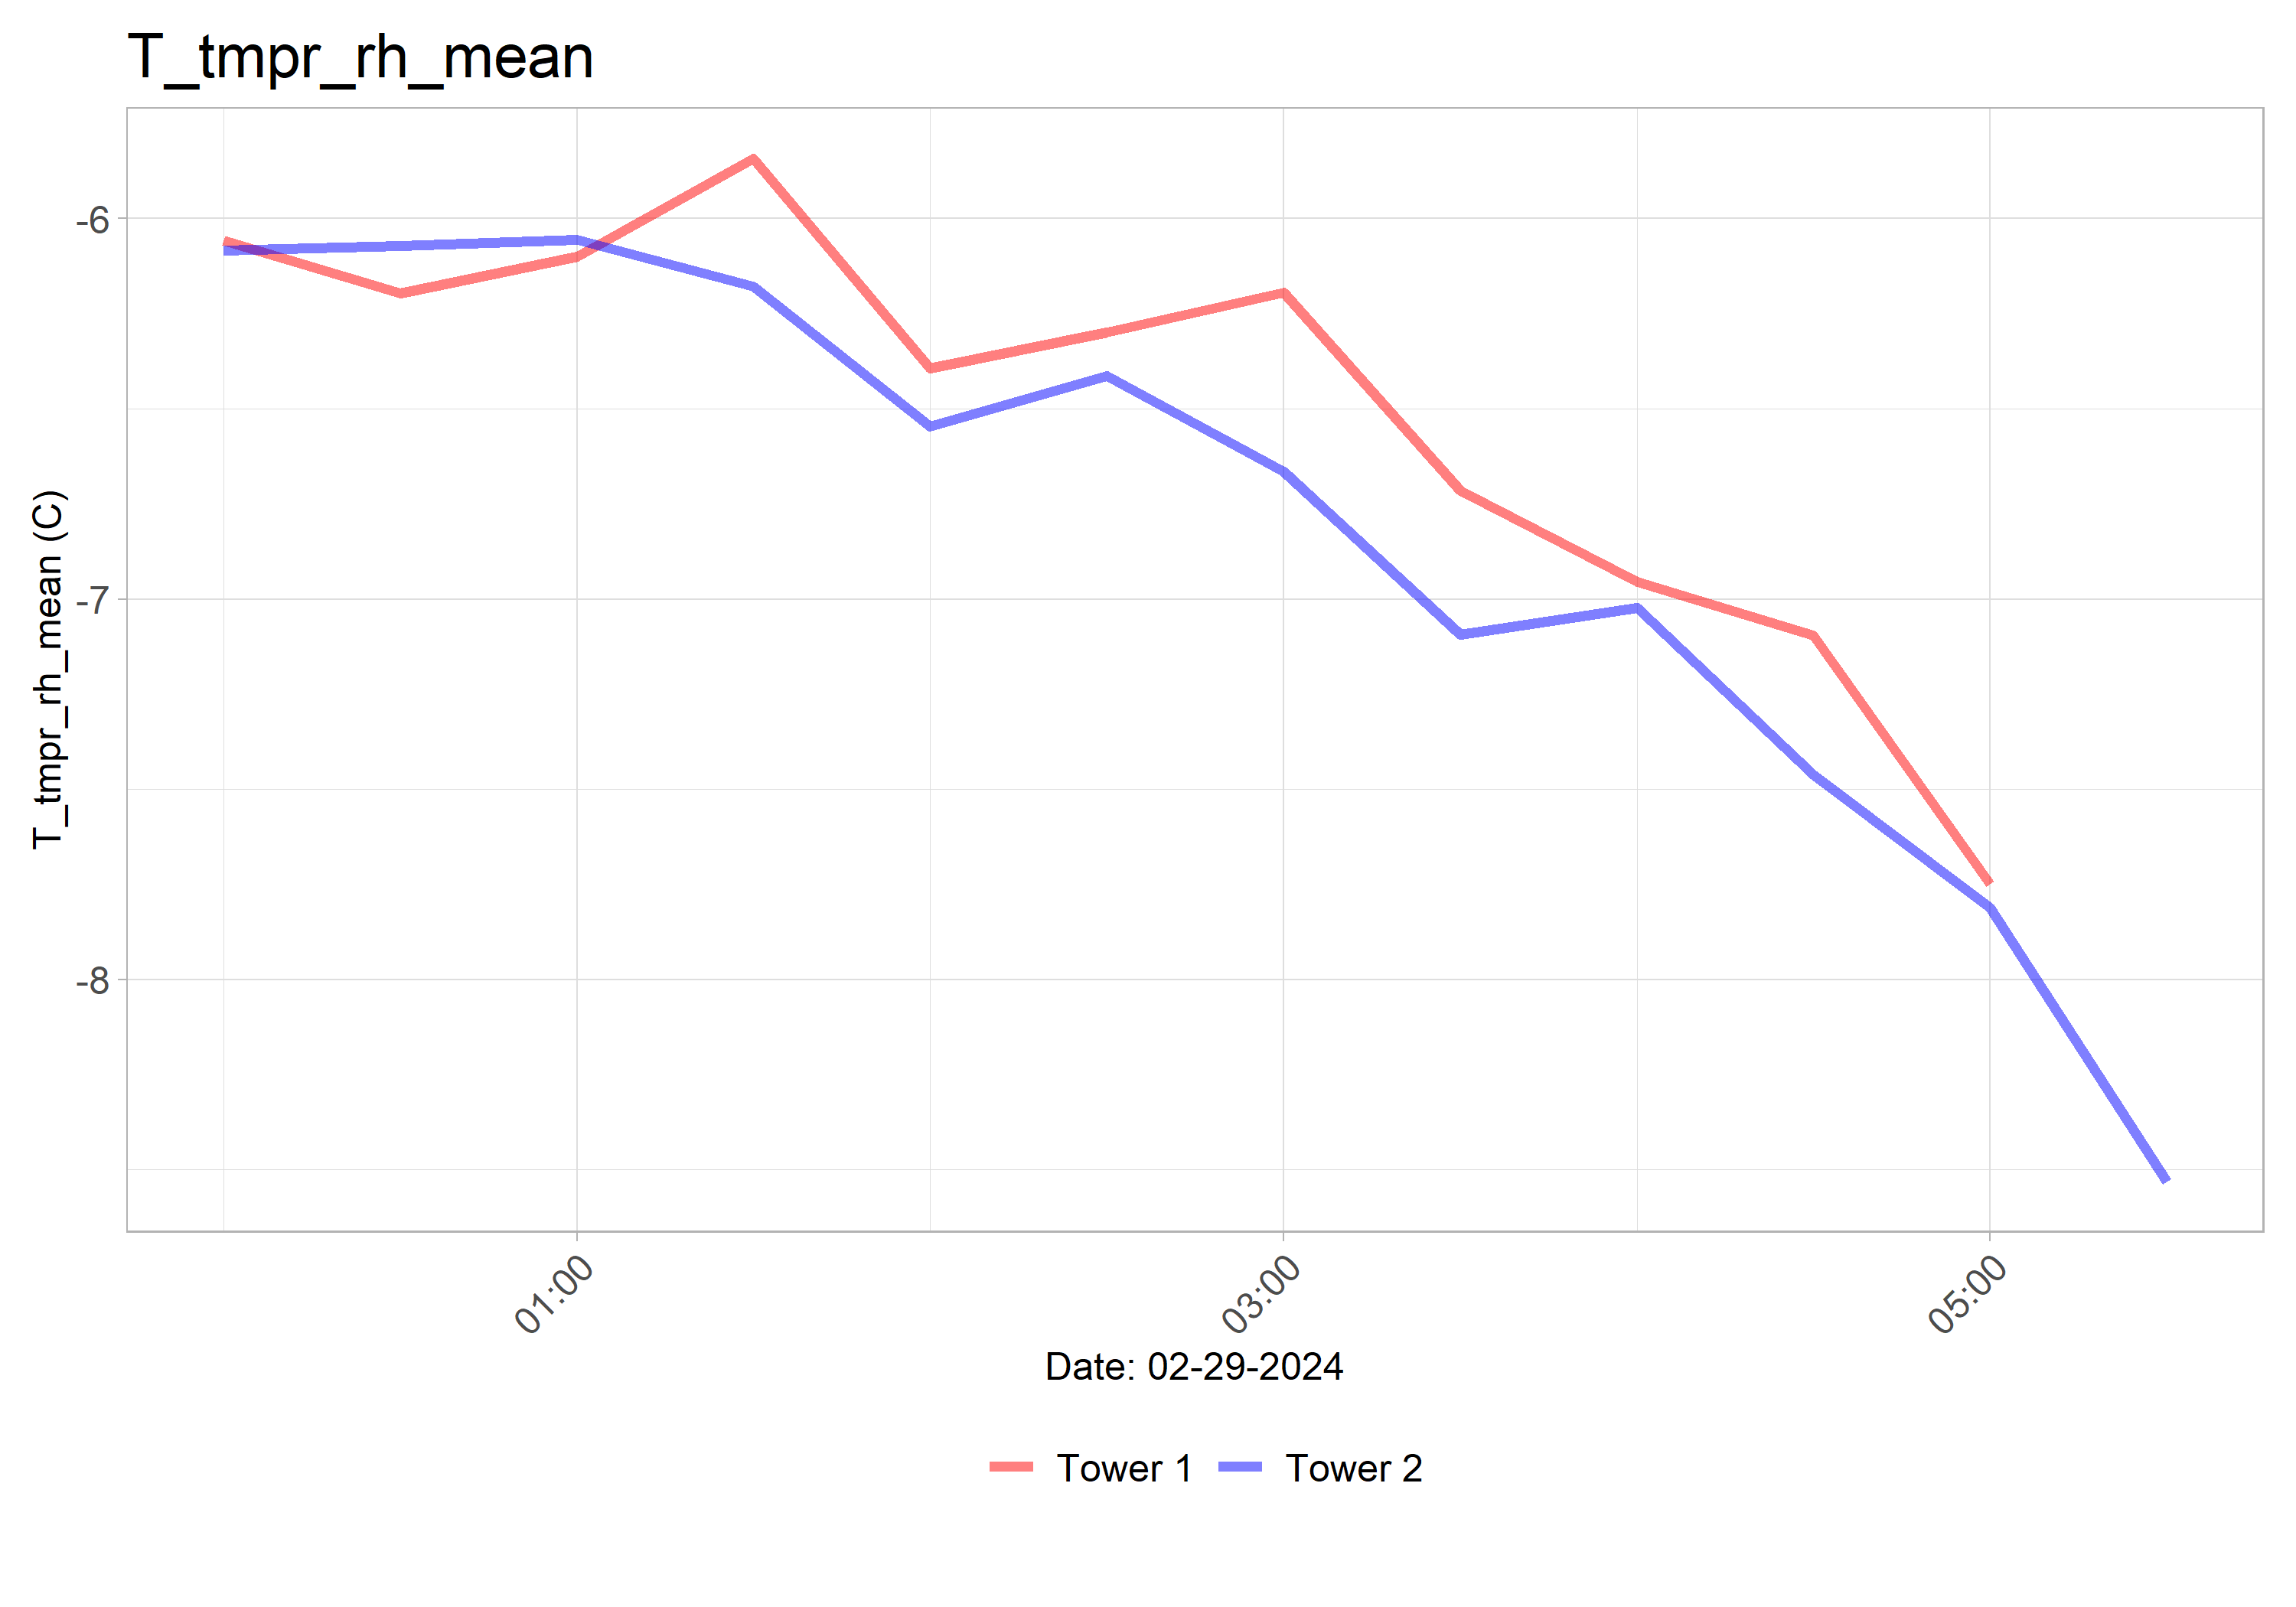 T_tmpr_rh_mean
T_tmpr_rh_mean (C)
-6
-7
-8
01:00
03:00
05:00
Date: 02-29-2024
Tower 1
Tower 2